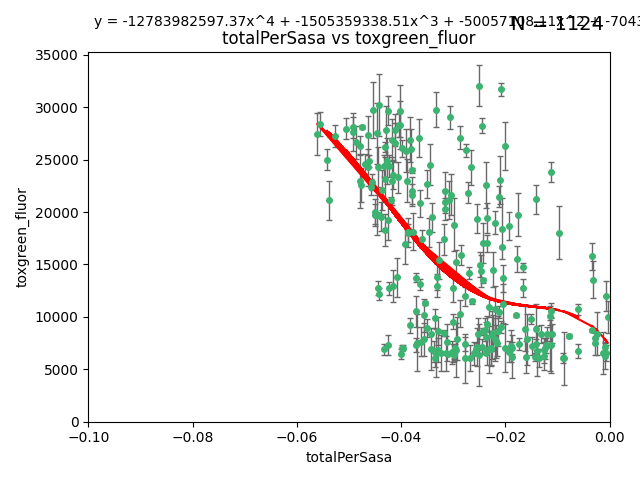 y = -12783982597.37x^4 + -1505359338.51x^3 + -50057
N = 1124
totalPerSasa vs toxgreen_fluor
35000
30000
25000
20000
15000
10000
5000
0
toxgreen_fluor
−0.10
−0.08
−0.06
−0.04
−0.02
0.00
totalPerSasa